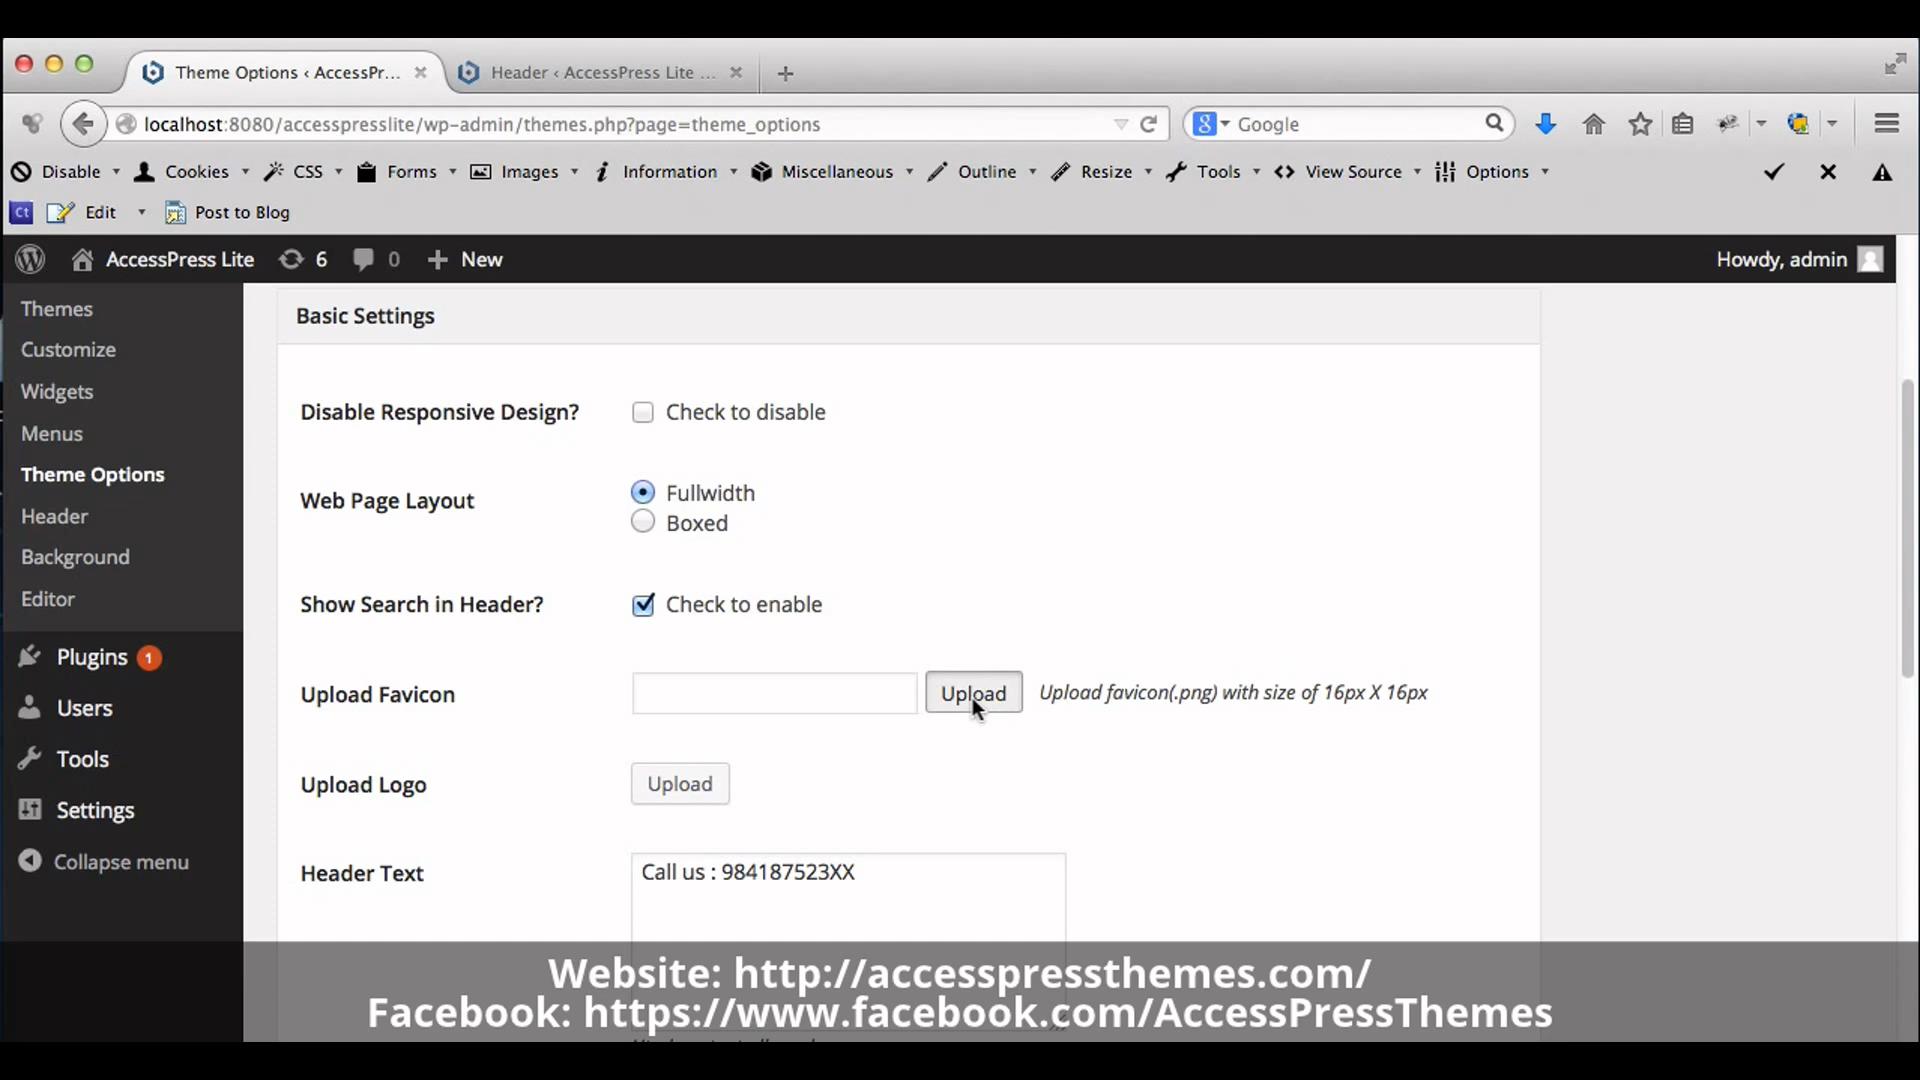 Theme Options ‹ AccessPr...
Header ‹ AccessPress Lite ...
localhost:8080/accesspresslite/wp-admin/themes.php?page=theme_options
8
Google
Disable
Cookies
CSS
Forms
Images
Information
Miscellaneous
Outline
Resize
Tools
View Source
Options
Ct
Edit
Post to Blog
AccessPress Lite
6
0
New
Howdy, admin
Themes
Customize
Widgets
Menus
Theme Options
Header
Background
Editor
Plugins 1
Users
Tools
Settings
Collapse menu
Basic Settings
Disable Responsive Design?
Check to disable
Web Page Layout
Fullwidth
Boxed
Show Search in Header?
Check to enable
Upload Favicon
Upload
Upload favicon(.png) with size of 16px X 16px
Upload Logo
Upload
Header Text
Call us : 984187523XX
Website: http://accesspressthemes.com/
Facebook: https://www.facebook.com/AccessPressThemes